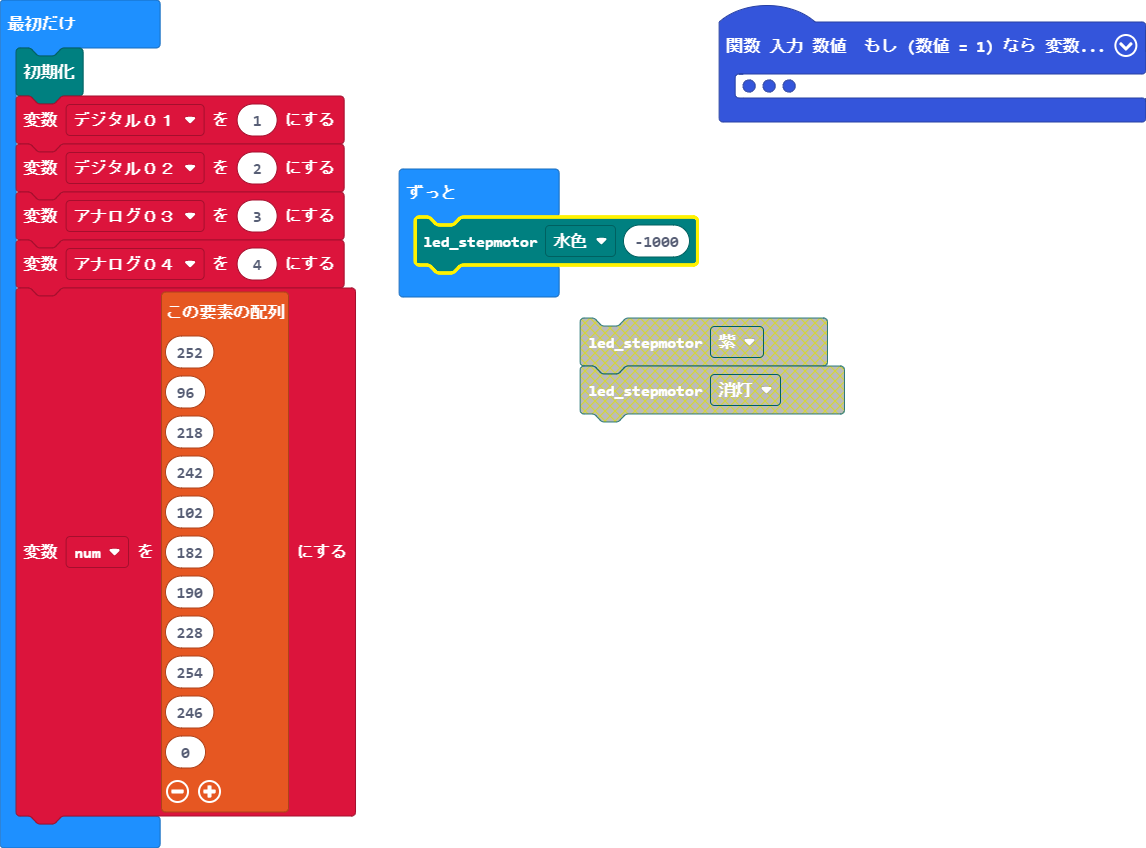 最初だけ
初期化
変数 デジタル０１ を 1 にする
変数 デジタル０２ を 2 にする
変数 アナログ０３ を 3 にする
変数 アナログ０４ を 4 にする
変数 num を この要素の配列 にする
252
96
218
242
102
182
190
228
254
246
0
関数 入力 数値 もし (数値 = 1) なら 変数...
ずっと
led_stepmotor 水色 -1000
led_stepmotor 紫
led_stepmotor 消灯